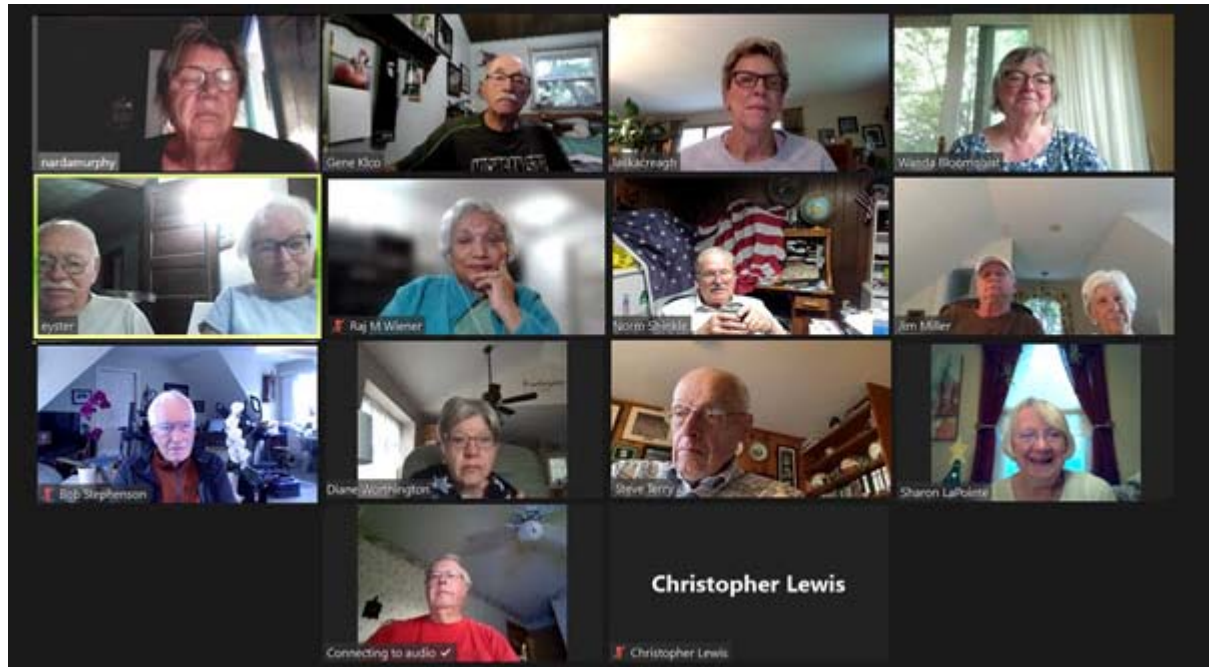 nardamurphy
Gene Klco
Wanda Bloomquist
eyster
Raj M Wiener
Norm Shinkle
Jim Miller
Bob Stephenson
Diane Worthington
Steve Terry
Sharon LaPointe
Connecting to audio ✓
Christopher Lewis
Christopher Lewis